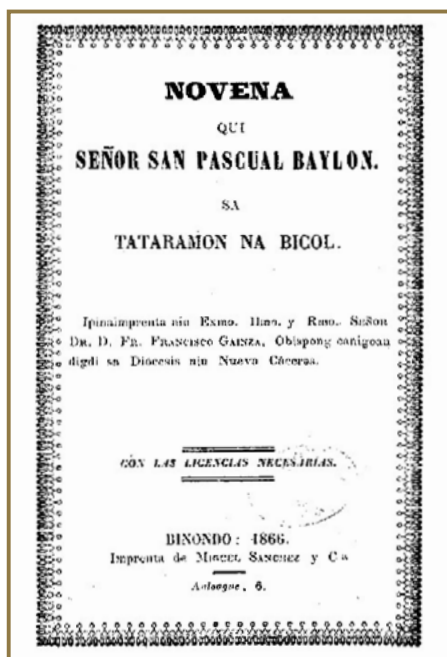 NOVENA
QUI
SEÑOR SAN PASCUAL BAYLON.
SA
TATARAMON NA BICOL.
Ipinaimprenta nin Exmo. Illmo. y Rmo. SEÑOR
DR. D. FR. FRANCISCO GAINZA, Obispong
digdi sa Diocesis nin Nueva Cáceres.
CON LAS LICENCIAS NECESARIAS.
BINONDO: 1866.
Imprenta de MIGUEL SANCHEZ y Cª
Anloague, 6.